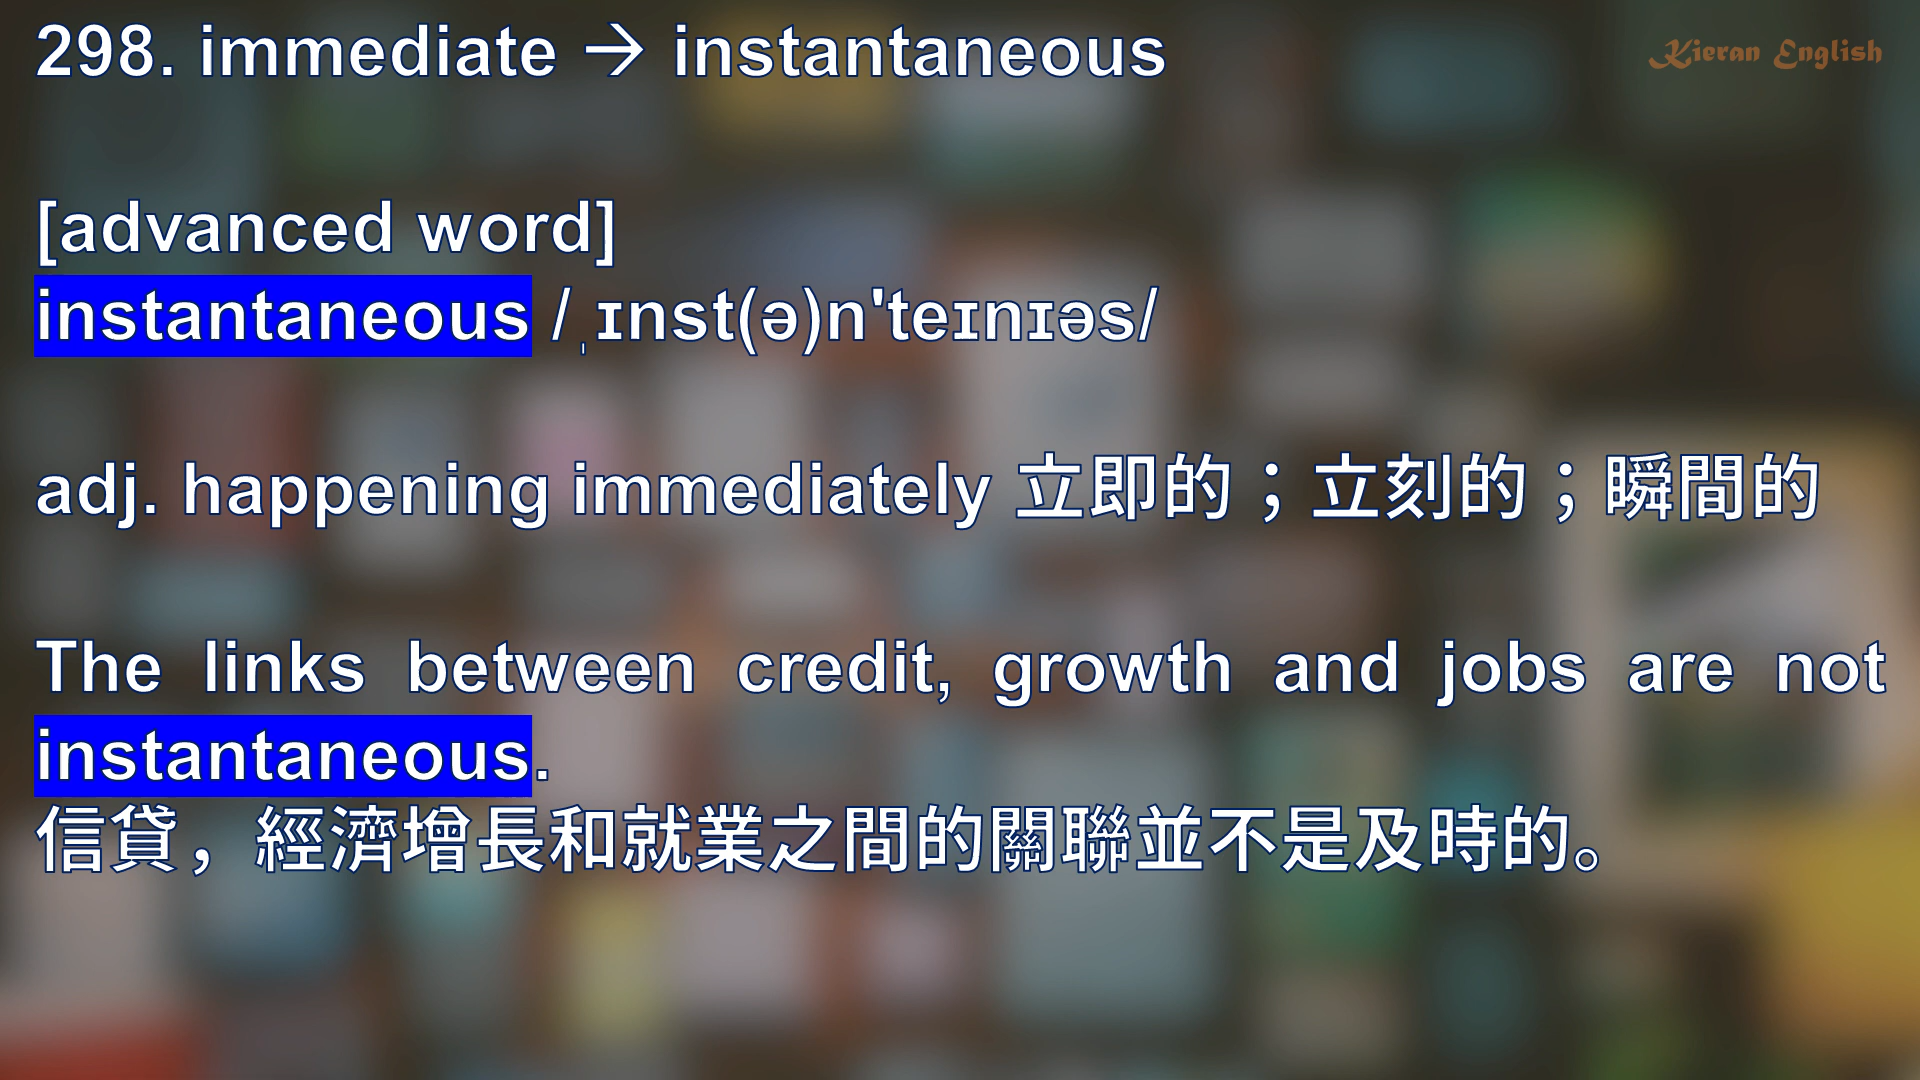 298. immediate → instantaneous
Kieran English
[advanced word]
instantaneous /ˌɪnst(ə)n'teɪnɪəs/
adj. happening immediately 立即的；立刻的；瞬間的
The links between credit, growth and jobs are not
instantaneous.
信貸，經濟增長和就業之間的關聯並不是及時的。